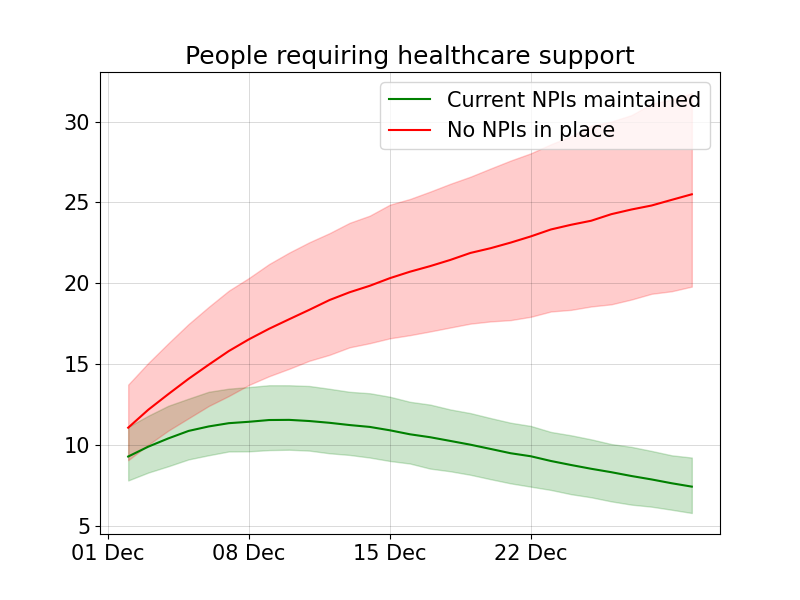 People requiring healthcare support
Current NPIs maintained
No NPIs in place
30
25
20
15
10
5
01 Dec
08 Dec
15 Dec
22 Dec